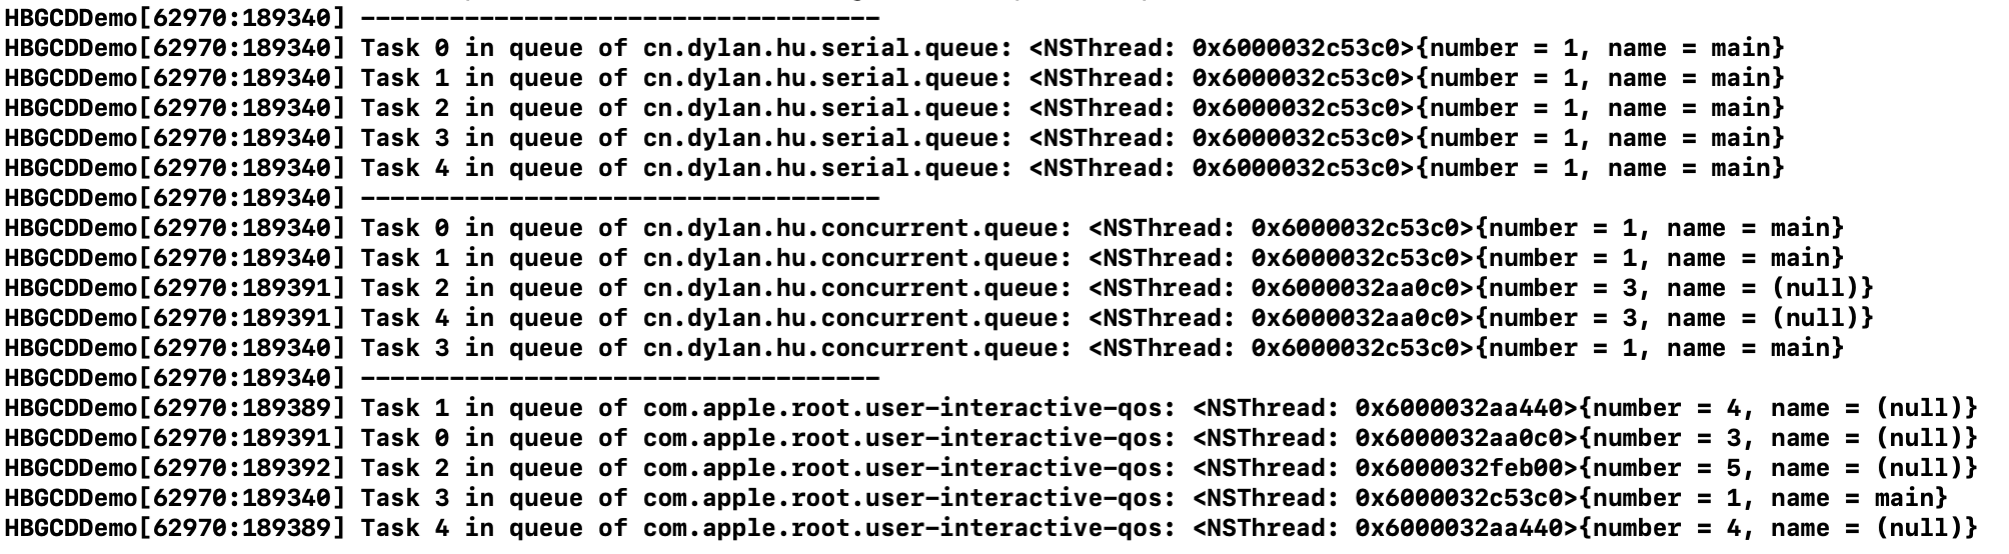 HBGCDDemo[62970:189340] -----------------------------------
HBGCDDemo[62970:189340] Task 0 in queue of cn.dylan.hu.serial.queue: <NSThread: 0x6000032c53c0>{number = 1, name = main}
HBGCDDemo[62970:189340] Task 1 in queue of cn.dylan.hu.serial.queue: <NSThread: 0x6000032c53c0>{number = 1, name = main}
HBGCDDemo[62970:189340] Task 2 in queue of cn.dylan.hu.serial.queue: <NSThread: 0x6000032c53c0>{number = 1, name = main}
HBGCDDemo[62970:189340] Task 3 in queue of cn.dylan.hu.serial.queue: <NSThread: 0x6000032c53c0>{number = 1, name = main}
HBGCDDemo[62970:189340] Task 4 in queue of cn.dylan.hu.serial.queue: <NSThread: 0x6000032c53c0>{number = 1, name = main}
HBGCDDemo[62970:189340] -----------------------------------
HBGCDDemo[62970:189340] Task 0 in queue of cn.dylan.hu.concurrent.queue: <NSThread: 0x6000032c53c0>{number = 1, name = main}
HBGCDDemo[62970:189340] Task 1 in queue of cn.dylan.hu.concurrent.queue: <NSThread: 0x6000032c53c0>{number = 1, name = main}
HBGCDDemo[62970:189391] Task 2 in queue of cn.dylan.hu.concurrent.queue: <NSThread: 0x6000032aa0c0>{number = 3, name = (null)}
HBGCDDemo[62970:189391] Task 4 in queue of cn.dylan.hu.concurrent.queue: <NSThread: 0x6000032aa0c0>{number = 3, name = (null)}
HBGCDDemo[62970:189340] Task 3 in queue of cn.dylan.hu.concurrent.queue: <NSThread: 0x6000032c53c0>{number = 1, name = main}
HBGCDDemo[62970:189340] -----------------------------------
HBGCDDemo[62970:189389] Task 1 in queue of com.apple.root.user-interactive-qos: <NSThread: 0x6000032aa440>{number = 4, name = (null)}
HBGCDDemo[62970:189391] Task 0 in queue of com.apple.root.user-interactive-qos: <NSThread: 0x6000032aa0c0>{number = 3, name = (null)}
HBGCDDemo[62970:189392] Task 2 in queue of com.apple.root.user-interactive-qos: <NSThread: 0x6000032feb00>{number = 5, name = (null)}
HBGCDDemo[62970:189340] Task 3 in queue of com.apple.root.user-interactive-qos: <NSThread: 0x6000032c53c0>{number = 1, name = main}
HBGCDDemo[62970:189389] Task 4 in queue of com.apple.root.user-interactive-qos: <NSThread: 0x6000032aa440>{number = 4, name = (null)}